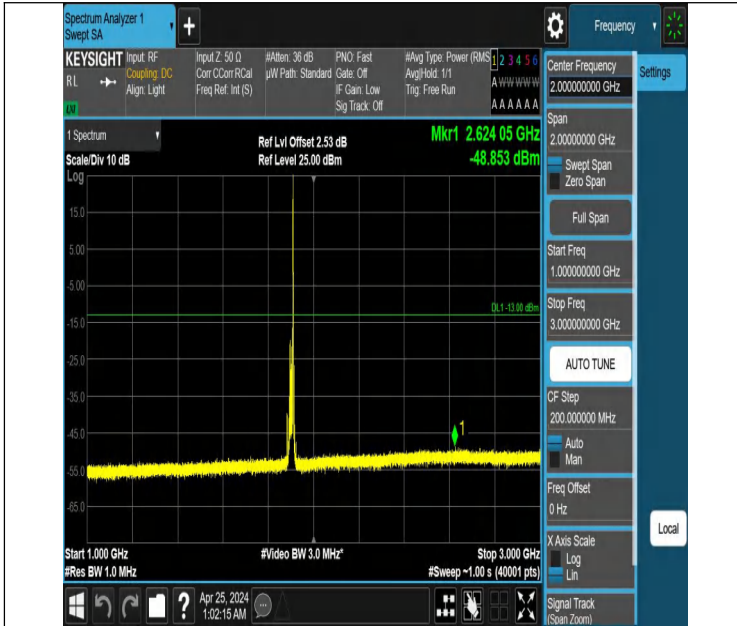 Spectrum Analyzer 1
Swept SA
+
Frequency
KEYSIGHT
RL
Input: RF
Coupling: DC
Align: Light
Input Z: 50 Ω
Corr CCorr RCal
Freq Ref: Int (S)
#Atten: 36 dB
µW Path: Standard
PNO: Fast
Gate: Off
IF Gain: Low
Sig Track: Off
#Avg Type: Power (RMS
Avg|Hold: 1/1
Trig: Free Run
1 2 3 4 5 6
A W W W W W
A A A A A A
1 Spectrum
Scale/Div 10 dB
Log
Ref Lvl Offset 2.53 dB
Ref Level 25.00 dBm
Mkr1 2.624 05 GHz
-48.853 dBm
15.0
5.00
-5.00
-15.0
-25.0
-35.0
-45.0
-55.0
-65.0
DL1 -13.00 dBm
1
Start 1.000 GHz
#Res BW 1.0 MHz
#Video BW 3.0 MHz*
Stop 3.000 GHz
#Sweep ~1.00 s (40001 pts)
?
Apr 25, 2024
1:02:15 AM
Center Frequency
2.000000000 GHz
Span
2.00000000 GHz
Swept Span
Zero Span
Full Span
Start Freq
1.000000000 GHz
Stop Freq
3.000000000 GHz
AUTO TUNE
CF Step
200.000000 MHz
Auto
Man
Freq Offset
0 Hz
X Axis Scale
Log
Lin
Signal Track
(Span Zoom)
Settings
Local